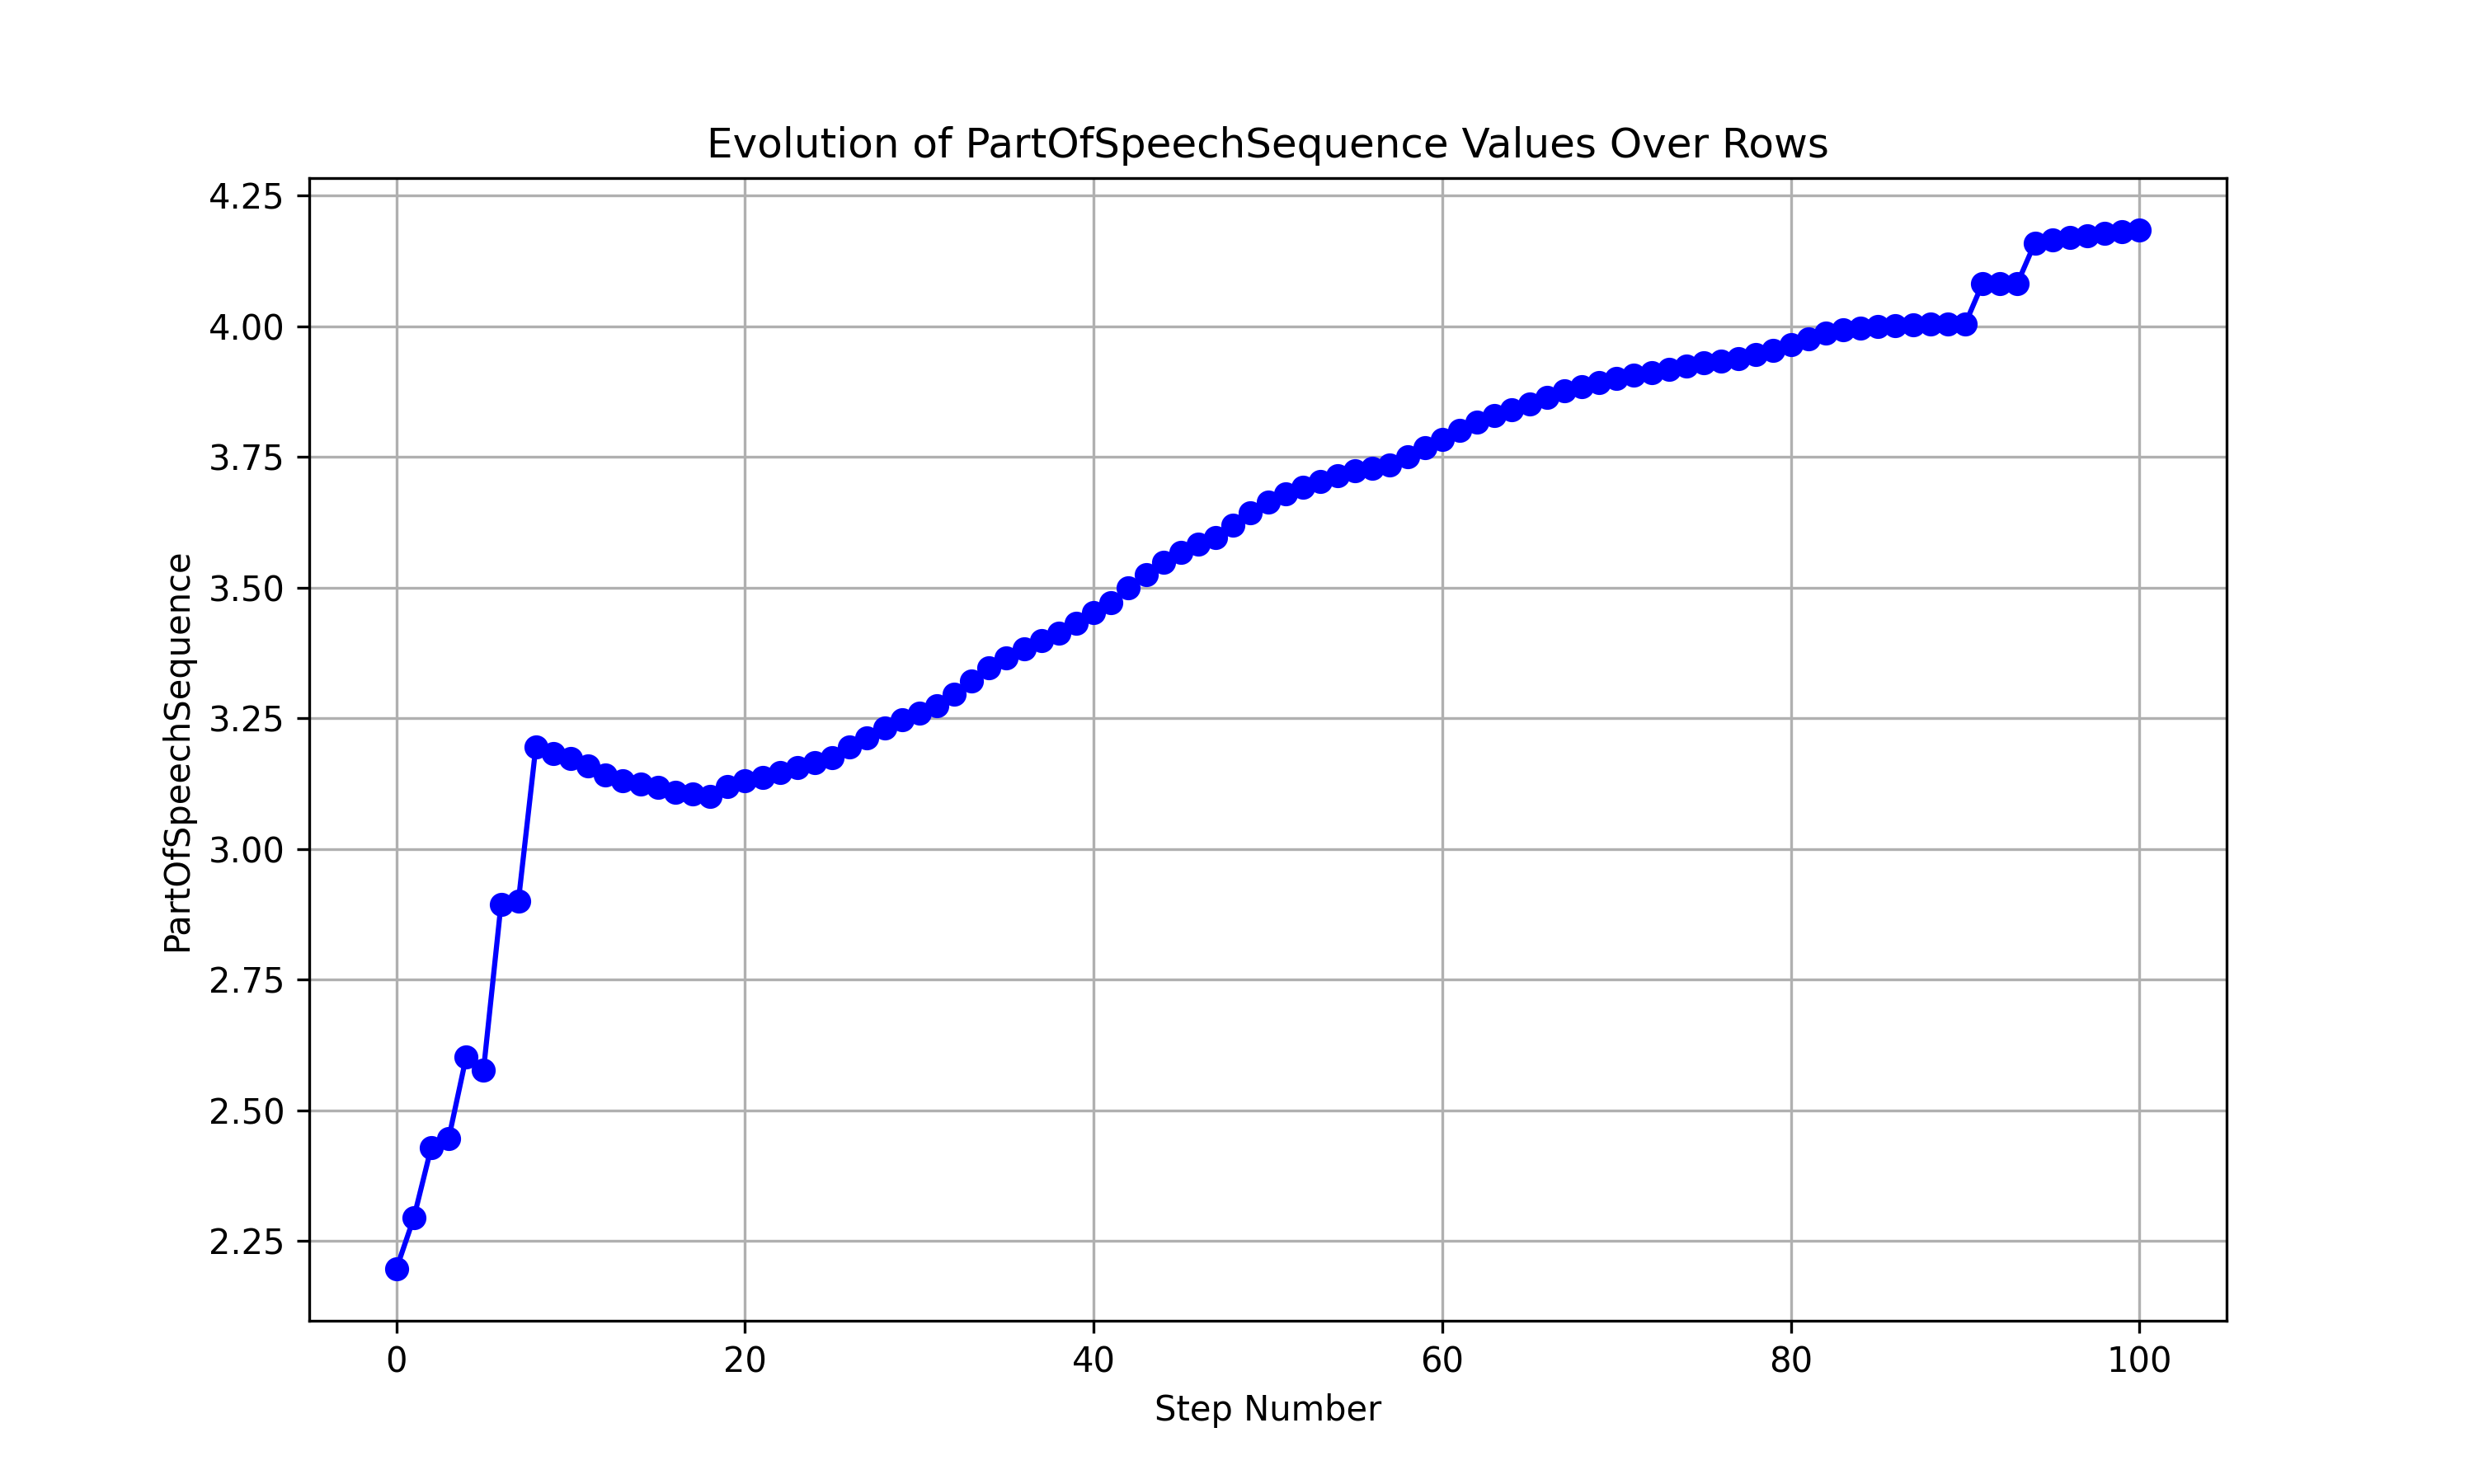 Evolution of PartOfSpeechSequence Values Over Rows
PartOfSpeechSequence
4.25
4.00
3.75
3.50
3.25
3.00
2.75
2.50
2.25
0 20 40 60 80 100
Step Number